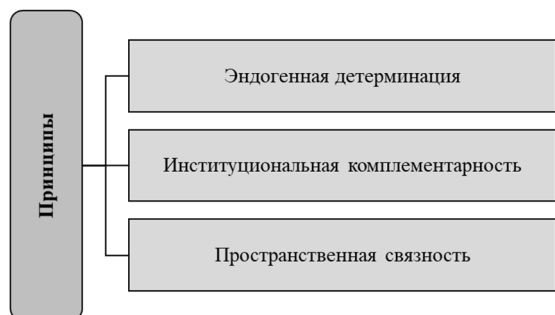 Принципы
Эндогенная детерминация
Институциональная комплементарность
Пространственная связность